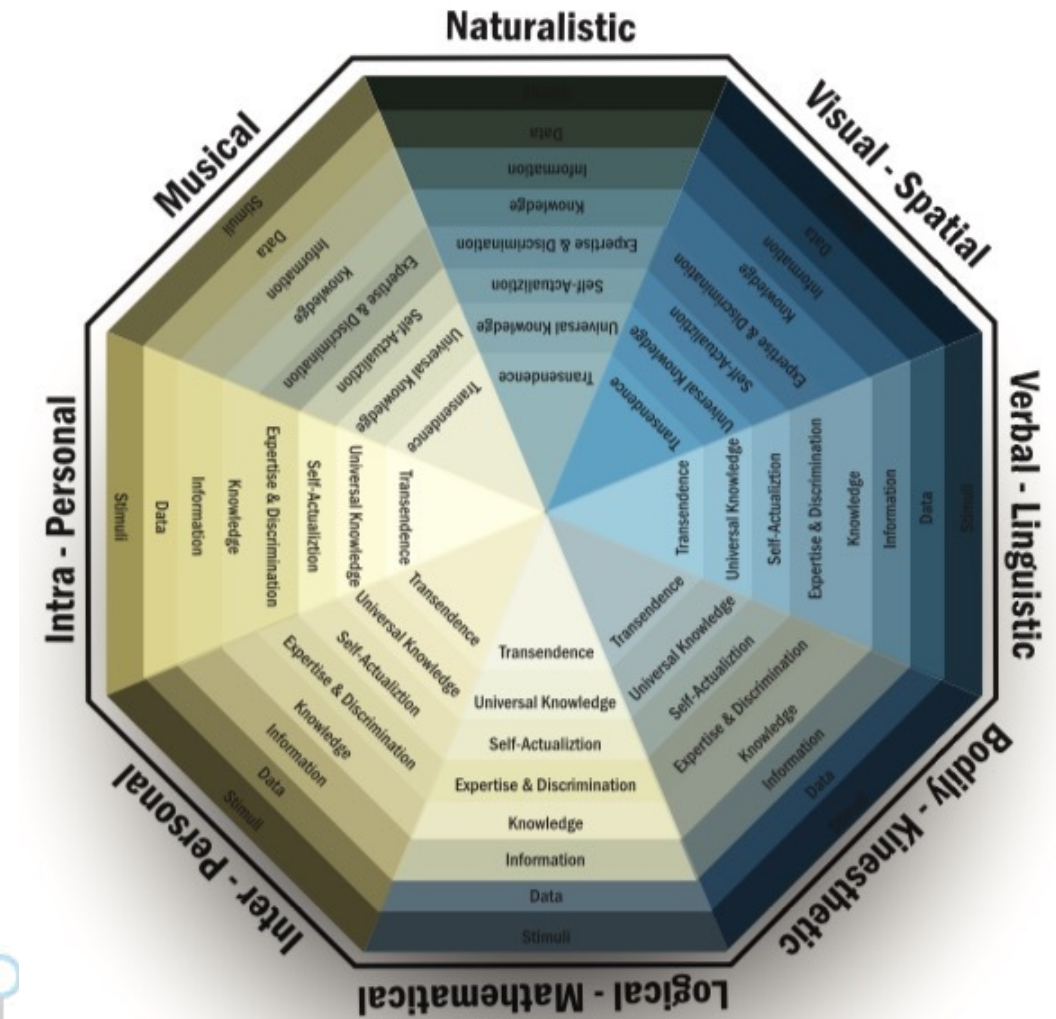 Naturalistic
Data
Information
Knowledge
Expertise & Discrimination
Self-Actualiztion
Universal Knowledge
Transendence
Visual - Spatial
Data
Information
Knowledge
Expertise & Discrimination
Self-Actualiztion
Universal Knowledge
Transendence
Verbal - Linguistic
Stimuli
Data
Information
Knowledge
Expertise & Discrimination
Self-Actualiztion
Universal Knowledge
Transendence
Bodily - Kinesthetic
Data
Information
Knowledge
Expertise & Discrimination
Self-Actualiztion
Universal Knowledge
Transendence
Logical - Mathematical
Stimuli
Data
Information
Knowledge
Expertise & Discrimination
Self-Actualiztion
Universal Knowledge
Transendence
Inter - Personal
Stimuli
Data
Information
Knowledge
Expertise & Discrimination
Self-Actualiztion
Universal Knowledge
Transendence
Intra - Personal
Stimuli
Data
Information
Knowledge
Expertise & Discrimination
Self-Actualiztion
Universal Knowledge
Transendence
Musical
Stimuli
Data
Information
Knowledge
Expertise & Discrimination
Self-Actualiztion
Universal Knowledge
Transendence